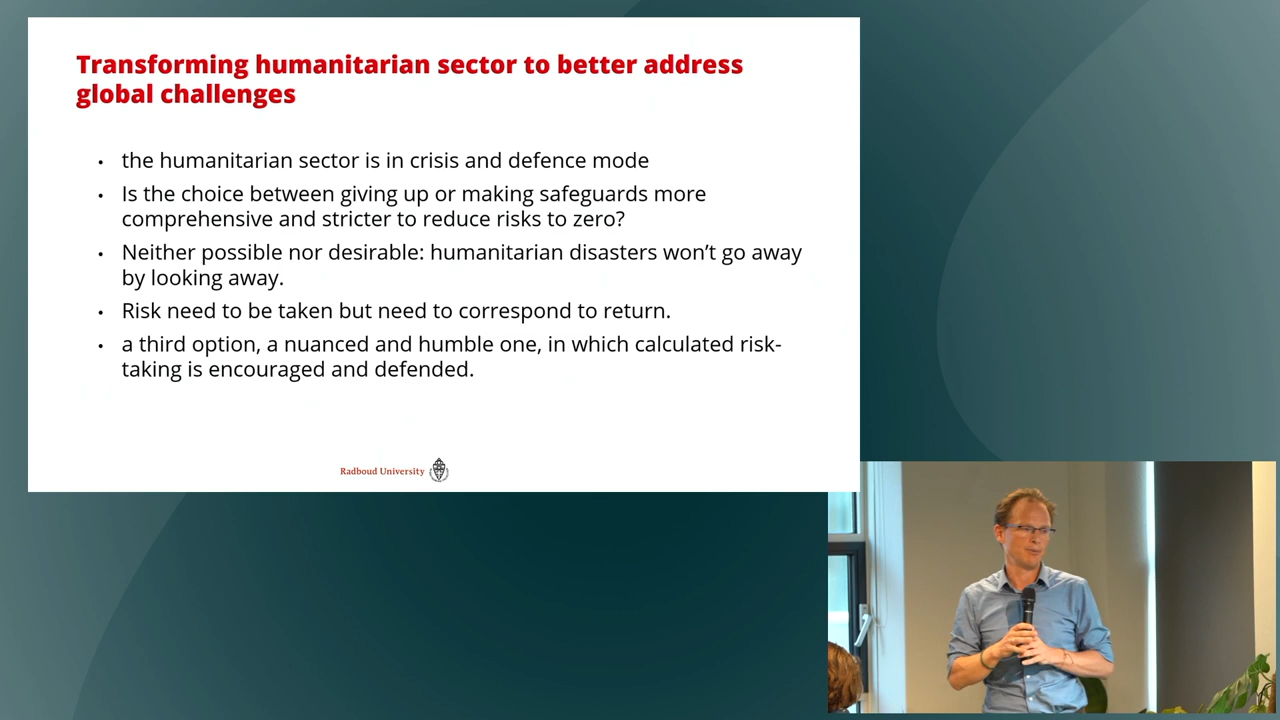 Transforming humanitarian sector to better address
global challenges
• the humanitarian sector is in crisis and defence mode
• Is the choice between giving up or making safeguards more
comprehensive and stricter to reduce risks to zero?
• Neither possible nor desirable: humanitarian disasters won’t go away
by looking away.
• Risk need to be taken but need to correspond to return.
• a third option, a nuanced and humble one, in which calculated risk-
taking is encouraged and defended.
Radboud University